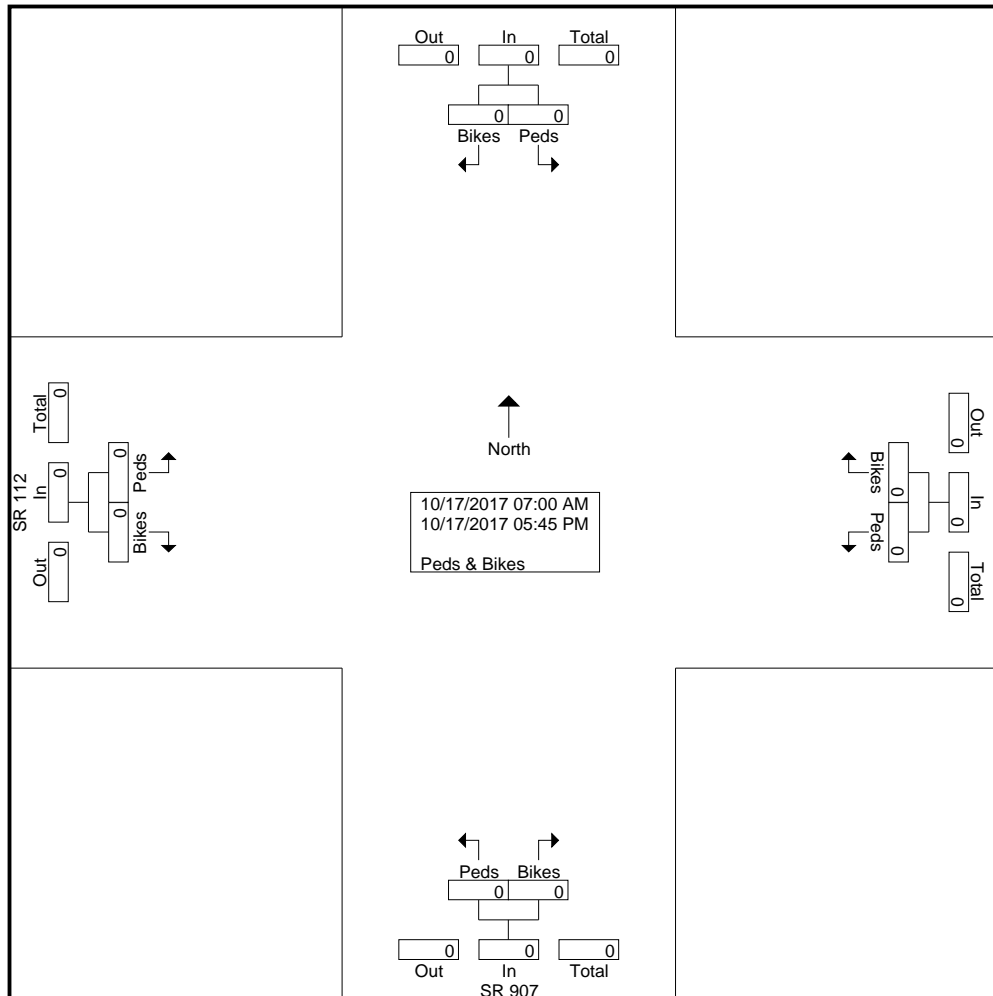 Out In Total
0 0 0
0 0
Bikes Peds
SR 112
Total In Out
0 0 0
0 0
Peds Bikes
North
10/17/2017 07:00 AM
10/17/2017 05:45 PM
Peds & Bikes
Out In Total
0 0 0
0 0
Bikes Peds
Peds Bikes
0 0
0 0 0
Out In Total
SR 907